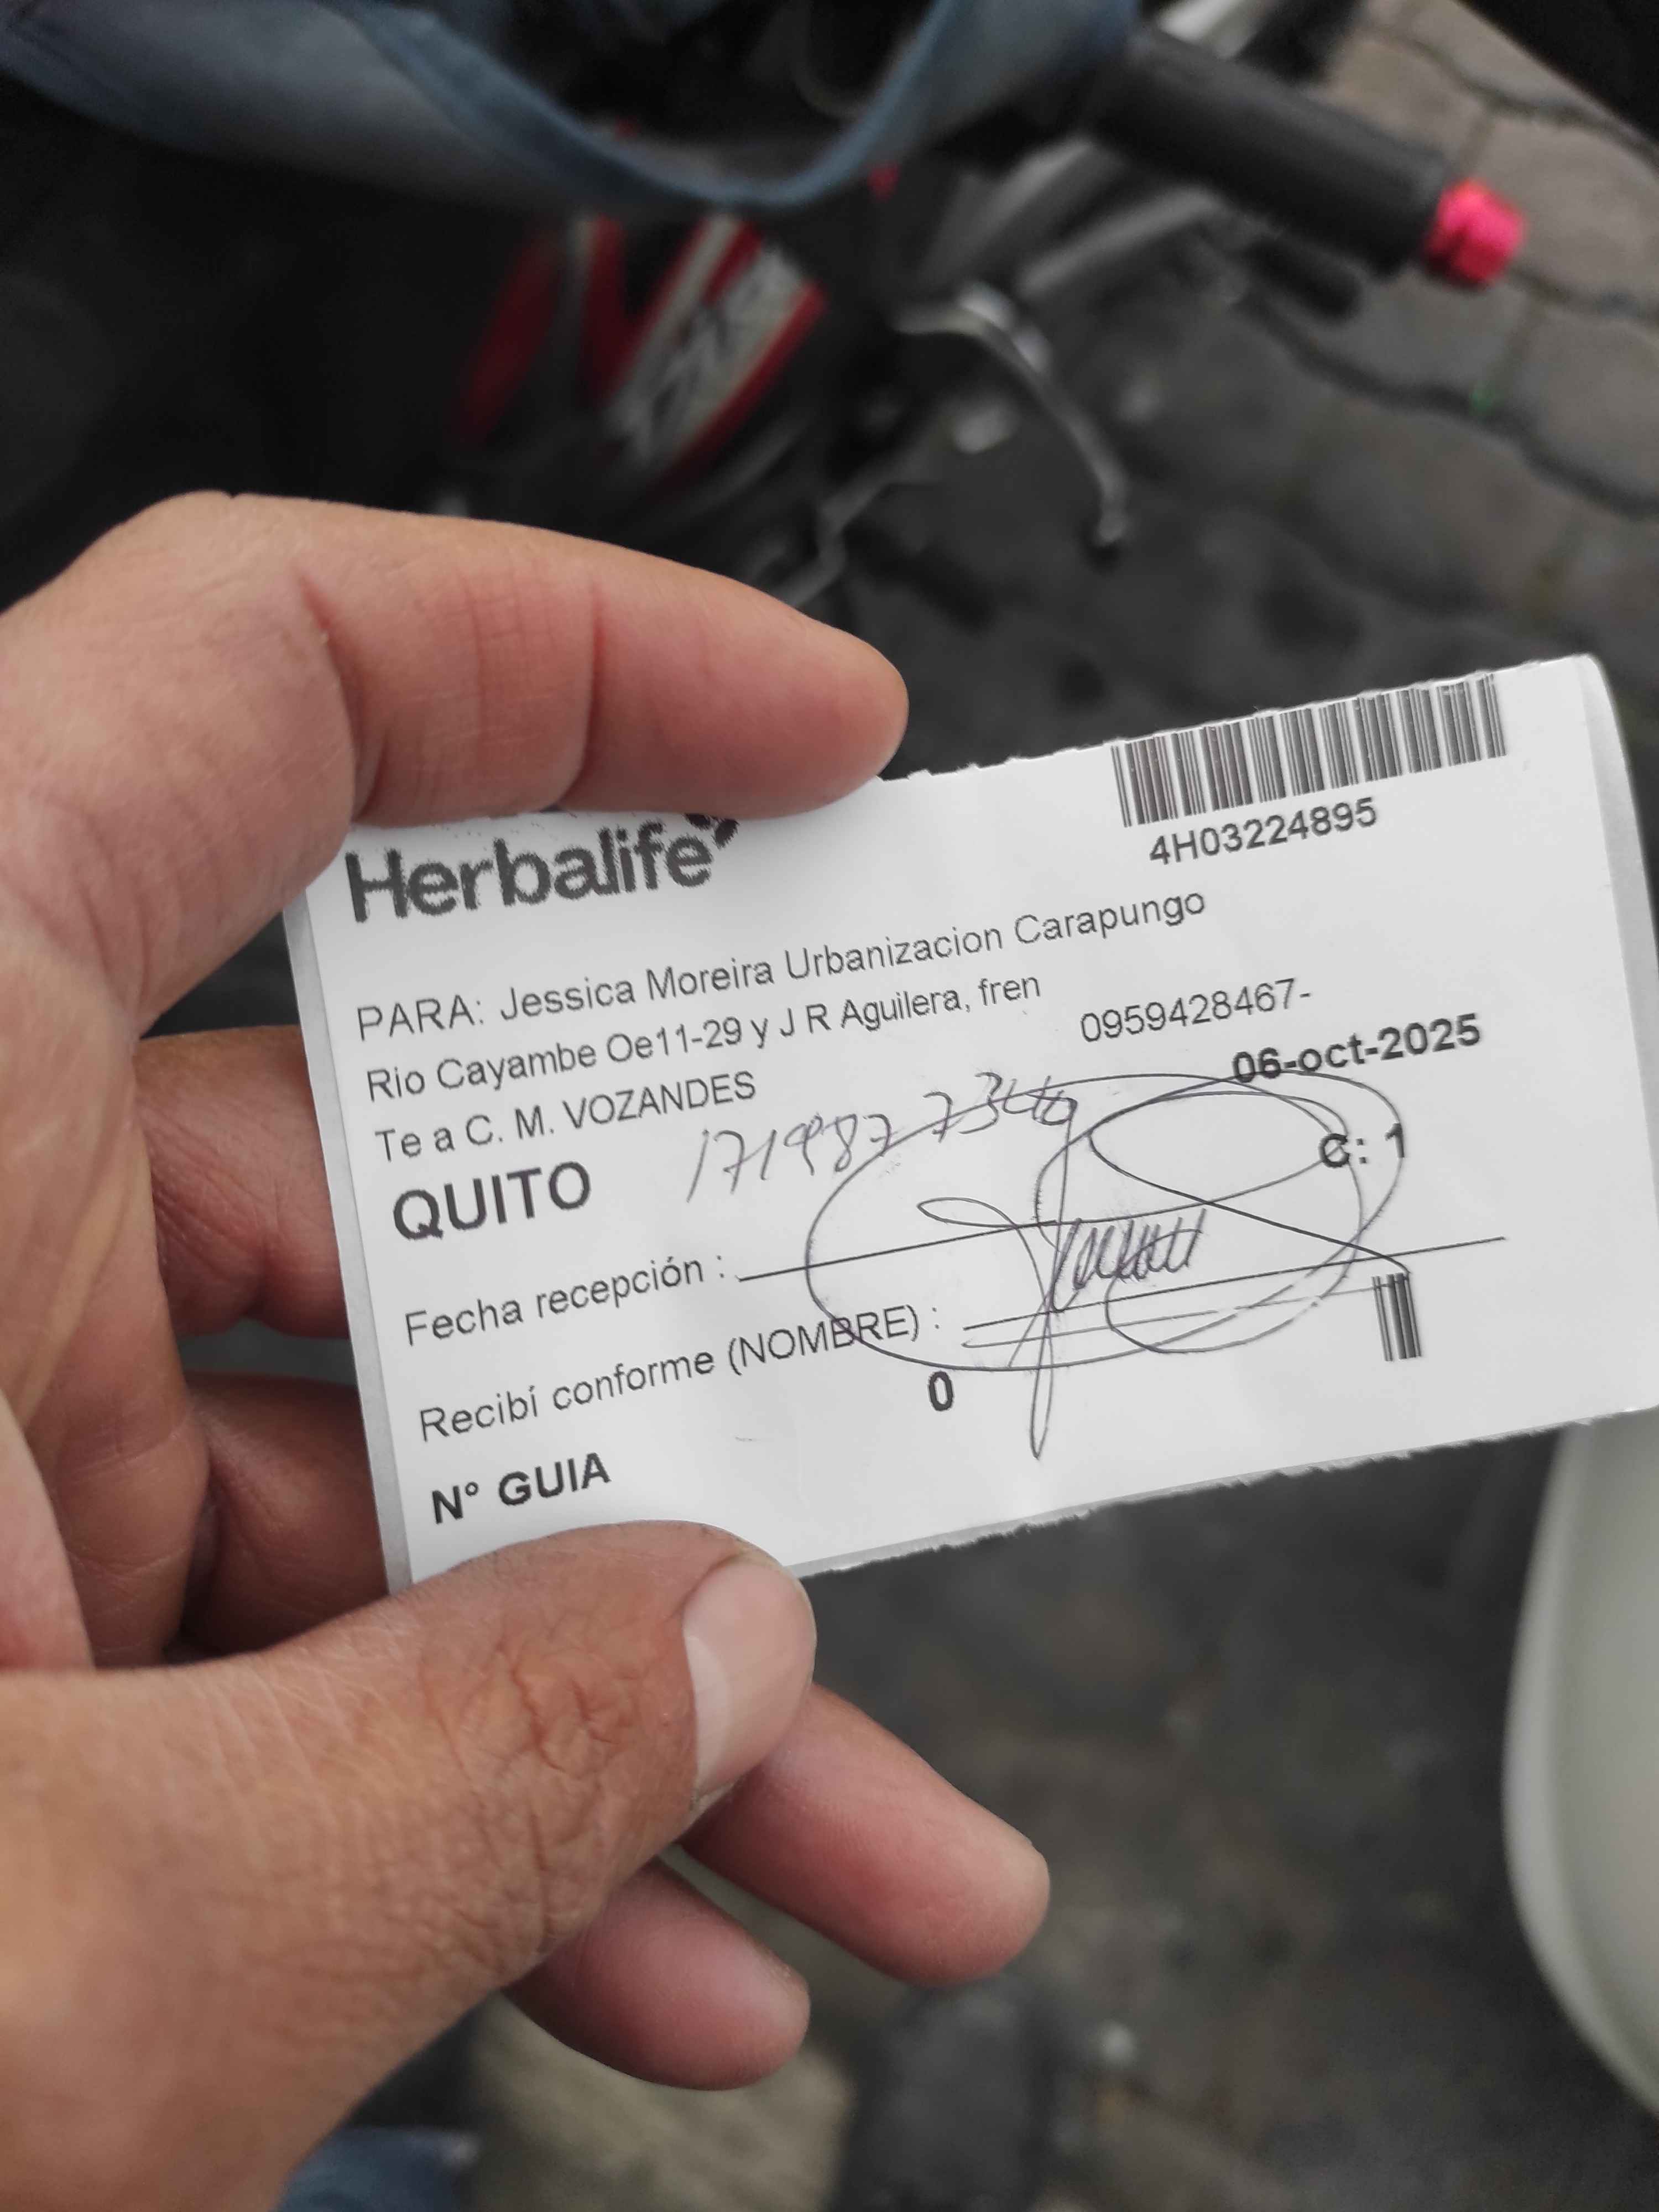 Herbalife
4H03224895
PARA: Jessica Moreira Urbanizacion Carapungo
Rio Cayambe Oe11-29 y J R Aguilera, fren
0959428467-
Te a C. M. VOZANDES
06-oct-2025
QUITO
C: 1
Fecha recepción :
Recibí conforme (NOMBRE) :
0
N° GUIA